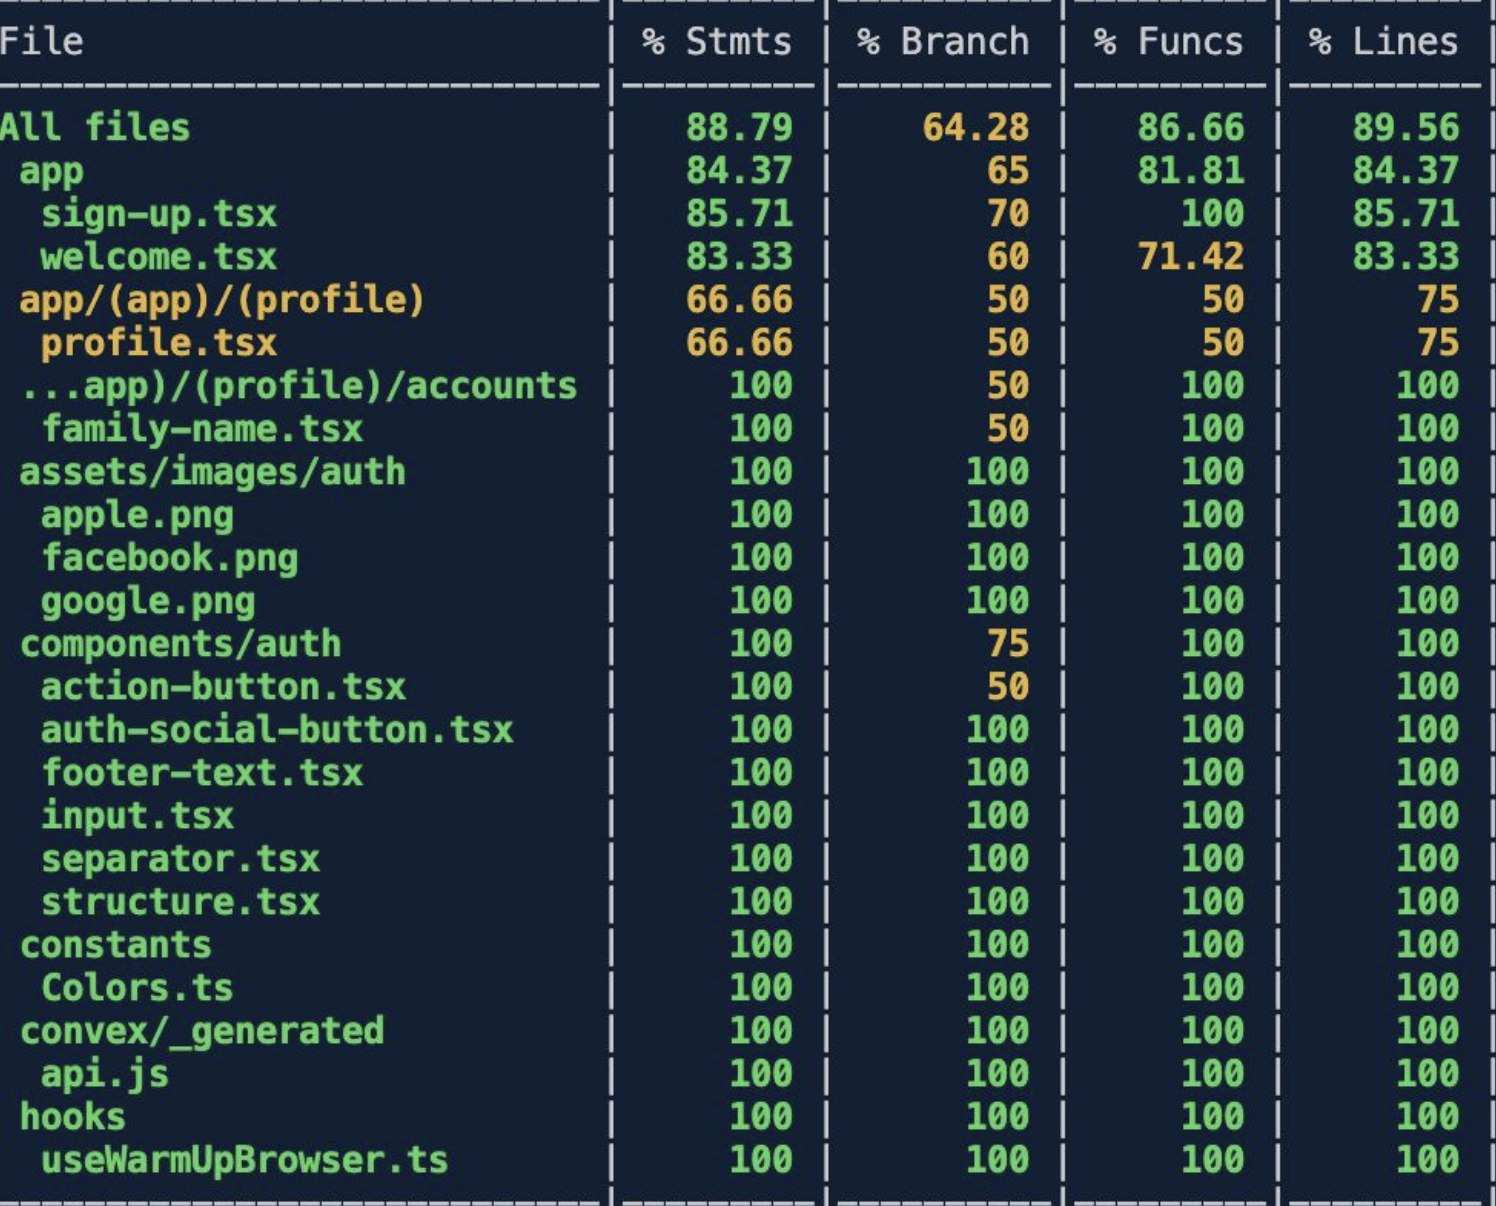 File | % Stmts | % Branch | % Funcs | % Lines
All files | 88.79 | 64.28 | 86.66 | 89.56
app | 84.37 | 65 | 81.81 | 84.37
sign-up.tsx | 85.71 | 70 | 100 | 85.71
welcome.tsx | 83.33 | 60 | 71.42 | 83.33
app/(app)/(profile) | 66.66 | 50 | 50 | 75
profile.tsx | 66.66 | 50 | 50 | 75
...app)/(profile)/accounts | 100 | 50 | 100 | 100
family-name.tsx | 100 | 50 | 100 | 100
assets/images/auth | 100 | 100 | 100 | 100
apple.png | 100 | 100 | 100 | 100
facebook.png | 100 | 100 | 100 | 100
google.png | 100 | 100 | 100 | 100
components/auth | 100 | 75 | 100 | 100
action-button.tsx | 100 | 50 | 100 | 100
auth-social-button.tsx | 100 | 100 | 100 | 100
footer-text.tsx | 100 | 100 | 100 | 100
input.tsx | 100 | 100 | 100 | 100
separator.tsx | 100 | 100 | 100 | 100
structure.tsx | 100 | 100 | 100 | 100
constants | 100 | 100 | 100 | 100
Colors.ts | 100 | 100 | 100 | 100
convex/_generated | 100 | 100 | 100 | 100
api.js | 100 | 100 | 100 | 100
hooks | 100 | 100 | 100 | 100
useWarmUpBrowser.ts | 100 | 100 | 100 | 100